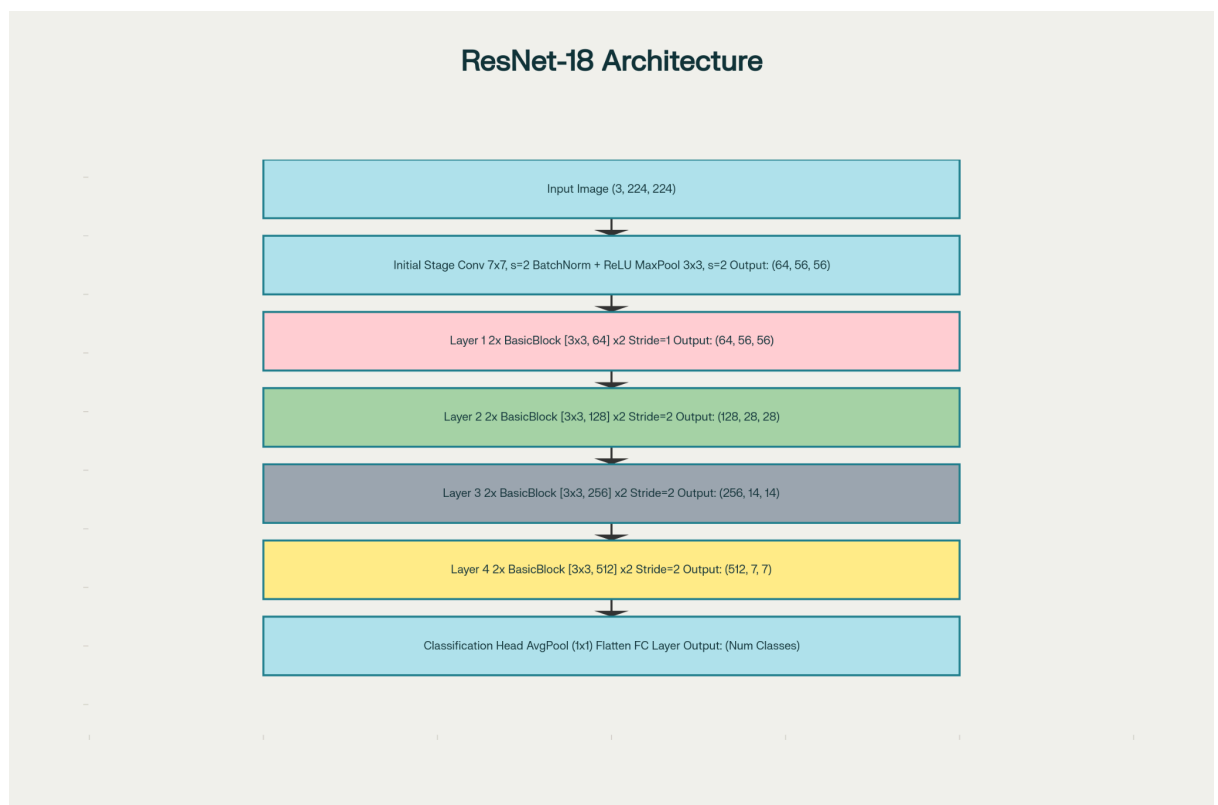 ResNet-18 Architecture
Input Image (3, 224, 224)
Initial Stage Conv 7x7, s=2 BatchNorm + ReLU MaxPool 3x3, s=2 Output: (64, 56, 56)
Layer 1 2x BasicBlock [3x3, 64] x2 Stride=1 Output: (64, 56, 56)
Layer 2 2x BasicBlock [3x3, 128] x2 Stride=2 Output: (128, 28, 28)
Layer 3 2x BasicBlock [3x3, 256] x2 Stride=2 Output: (256, 14, 14)
Layer 4 2x BasicBlock [3x3, 512] x2 Stride=2 Output: (512, 7, 7)
Classification Head AvgPool (1x1) Flatten FC Layer Output: (Num Classes)